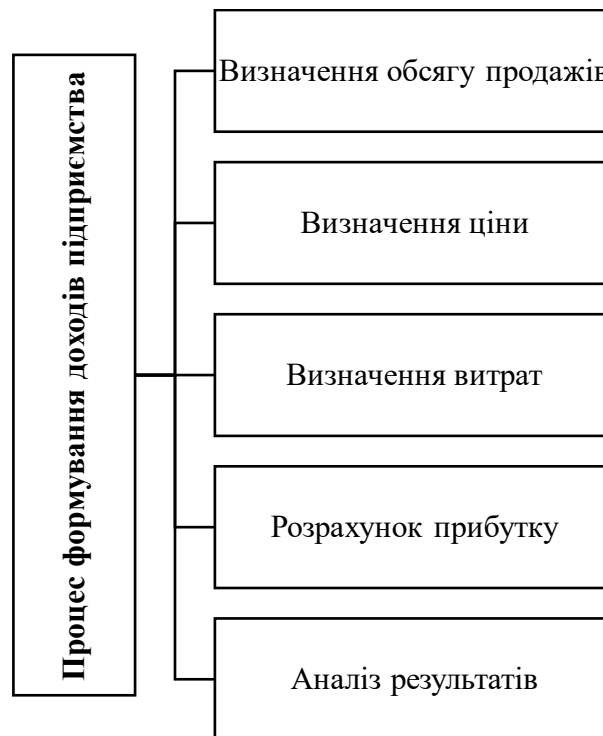 Процес формування доходів підприємства
Визначення обсягу продажів
Визначення ціни
Визначення витрат
Розрахунок прибутку
Аналіз результатів